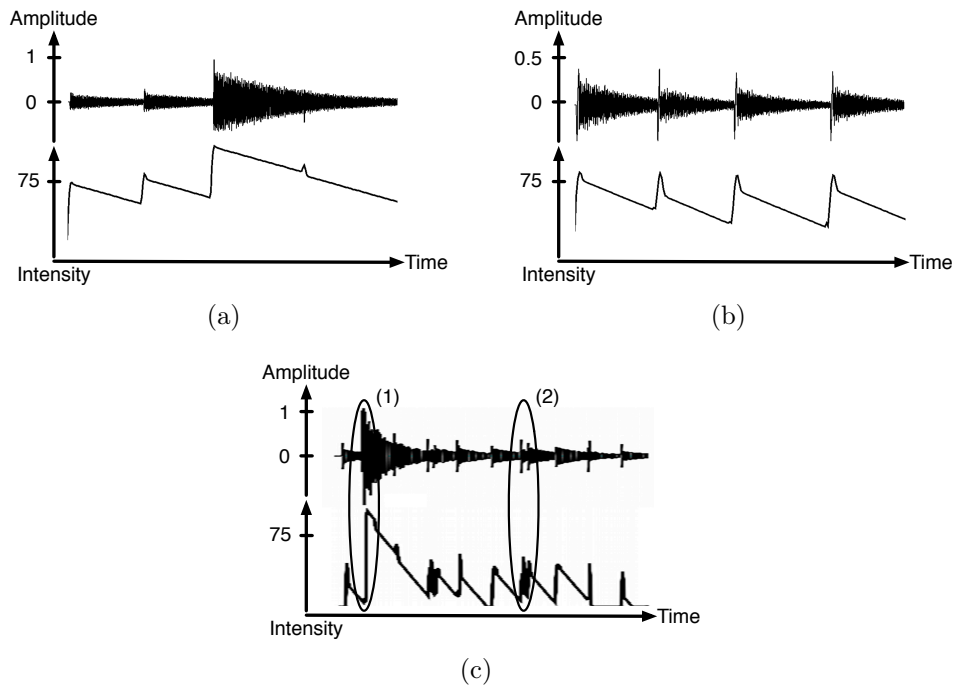 Amplitude
1
0
75
Intensity
Time
(a)
Amplitude
0.5
0
75
Intensity
Time
(b)
Amplitude
(1)
(2)
1
0
75
Intensity
Time
(c)